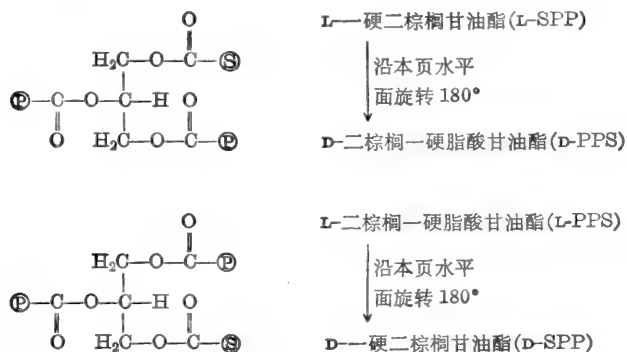 O
H₂C—O—C—Ⓢ
Ⓟ—C—O—C—H O
O H₂C—O—C—Ⓟ
L-一硬二棕榈甘油酯(L-SPP)
沿本页水平
面旋转 180°
D-二棕榈一硬脂酸甘油酯(D-PPS)
O
H₂C—O—C—Ⓟ
Ⓟ—C—O—C—H O
O H₂C—O—C—Ⓢ
L-二棕榈一硬脂酸甘油酯(L-PPS)
沿本页水平
面旋转 180°
D-一硬二棕榈甘油酯(D-SPP)